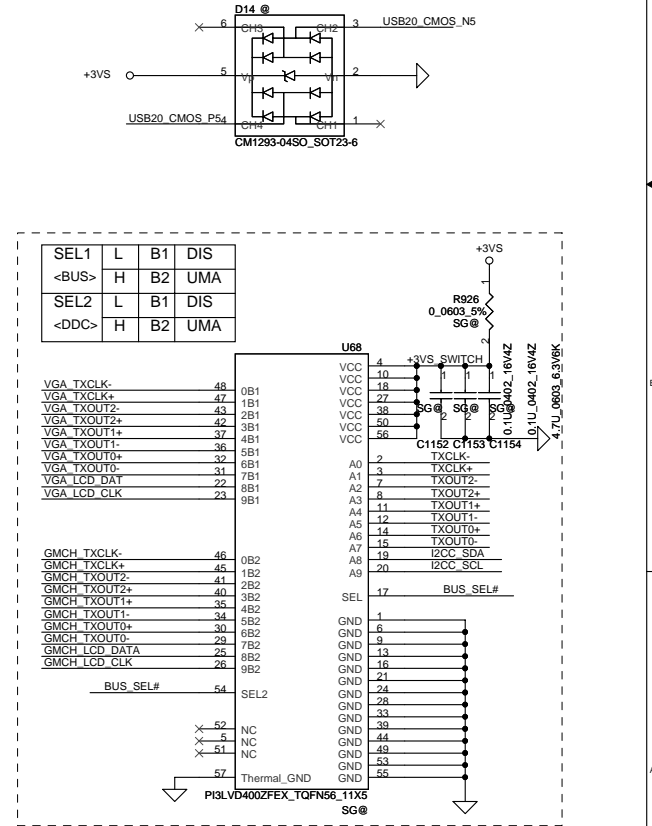 D14 @
6 CH3 CH2 3 USB20_CMOS_N5
+3VS 5 Vp Vn 2
USB20_CMOS_P5 4 CH4 CH1 1
CM1293-04SO_SOT23-6
SEL1 L B1 DIS
<BUS> H B2 UMA
SEL2 L B1 DIS
<DDC> H B2 UMA
+3VS
1
R926
0_0603_5%
SG@
2
+3VS_SWITCH
1 1 1
SG@ SG@ SG@
2 2 2
C1152 C1153 C1154
0.1U_0402_16V4Z
0.1U_0402_16V4Z
4.7U_0603_6.3V6K
U68
VGA_TXCLK- 48 0B1
VGA_TXCLK+ 47 1B1
VGA_TXOUT2- 43 2B1
VGA_TXOUT2+ 42 3B1
VGA_TXOUT1+ 37 4B1
VGA_TXOUT1- 36 5B1
VGA_TXOUT0+ 32 6B1
VGA_TXOUT0- 31 7B1
VGA_LCD_DAT 22 8B1
VGA_LCD_CLK 23 9B1
GMCH_TXCLK- 46 0B2
GMCH_TXCLK+ 45 1B2
GMCH_TXOUT2- 41 2B2
GMCH_TXOUT2+ 40 3B2
GMCH_TXOUT1+ 35 4B2
GMCH_TXOUT1- 34 5B2
GMCH_TXOUT0+ 30 6B2
GMCH_TXOUT0- 29 7B2
GMCH_LCD_DATA 25 8B2
GMCH_LCD_CLK 26 9B2
BUS_SEL# 54 SEL2
52 NC
5 NC
51 NC
57 Thermal_GND
VCC 4
VCC 10
VCC 18
VCC 27
VCC 38
VCC 50
VCC 56
A0 2 TXCLK-
A1 3 TXCLK+
A2 7 TXOUT2-
A3 8 TXOUT2+
A4 11 TXOUT1+
A5 12 TXOUT1-
A6 14 TXOUT0+
A7 15 TXOUT0-
A8 19 I2CC_SDA
A9 20 I2CC_SCL
SEL 17 BUS_SEL#
GND 1
GND 6
GND 9
GND 13
GND 16
GND 21
GND 24
GND 28
GND 33
GND 39
GND 44
GND 49
GND 53
GND 55
PI3LVD400ZFEX_TQFN56_11X5
SG@